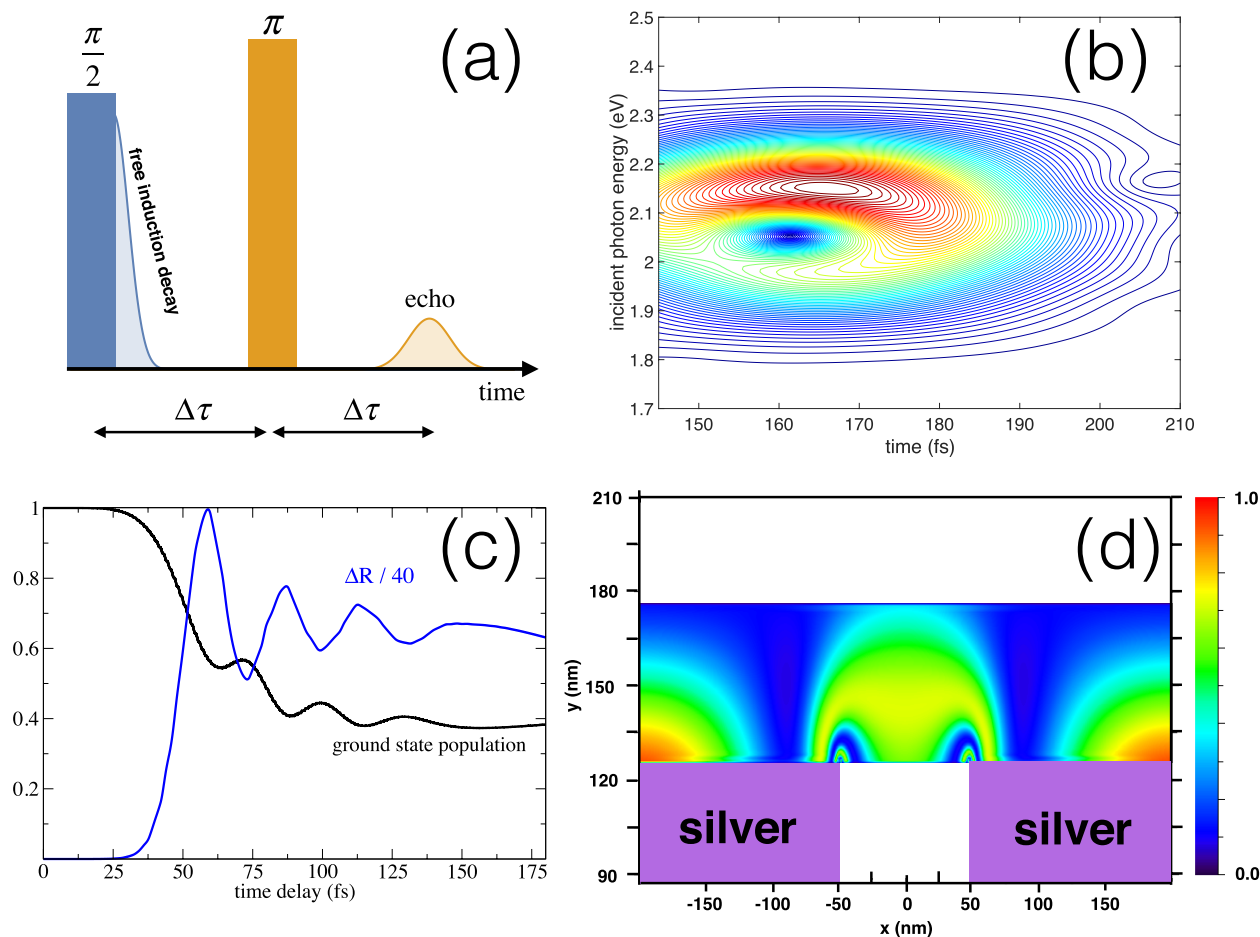 π/2
π
(a)
free induction decay
echo
time
Δτ
Δτ
(b)
2.5
2.4
2.3
2.2
2.1
2
1.9
1.8
1.7
incident photon energy (eV)
150
160
170
180
190
200
210
time (fs)
(c)
1
0.8
0.6
0.4
0.2
ΔR / 40
ground state population
0
25
50
75
100
125
150
175
time delay (fs)
(d)
210
180
150
120
90
y (nm)
silver
silver
-150
-100
-50
0
50
100
150
x (nm)
1.0
0.0